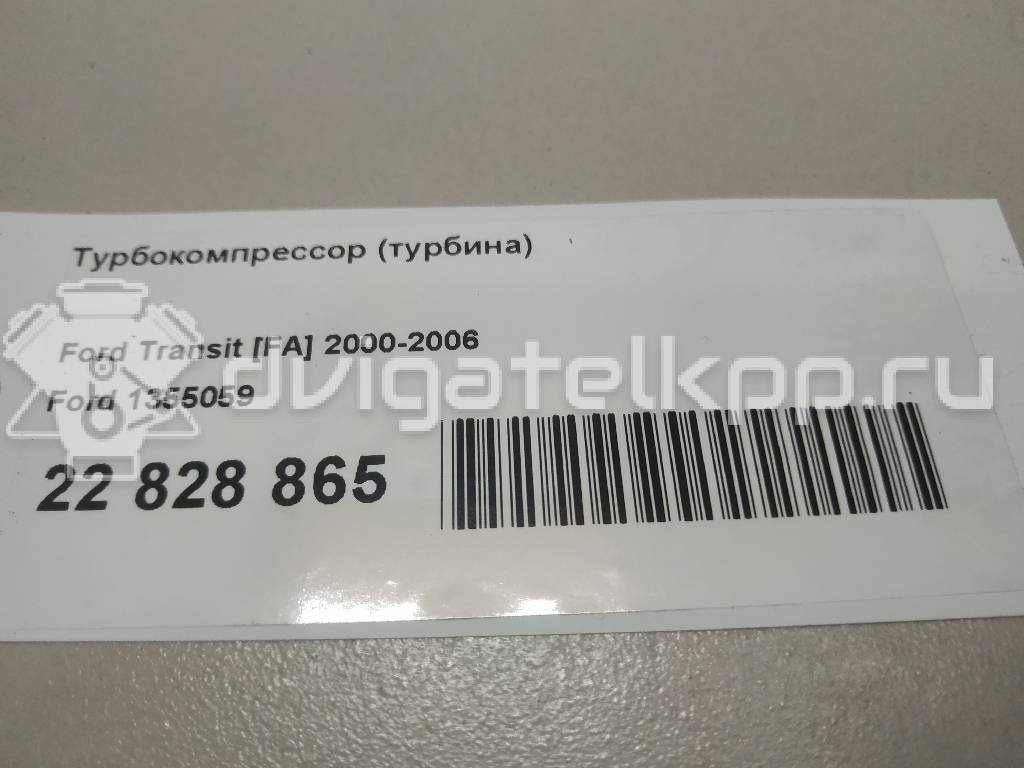 Турбокомпрессор (турбина)
Ford Transit [FA] 2000-2006
dvigatelkpp.ru
Ford 1355059
22 828 865